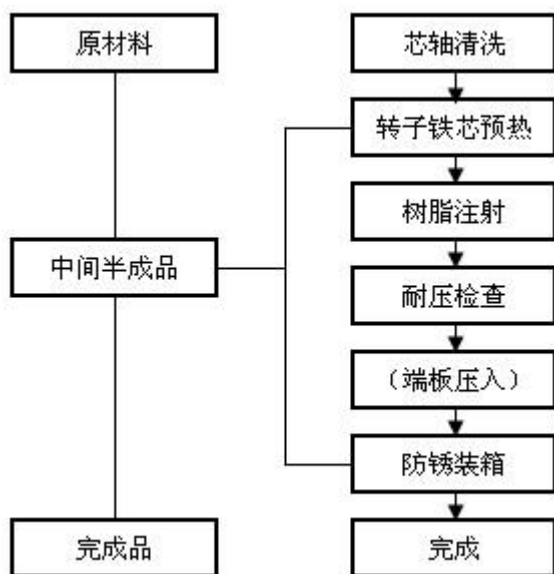 原材料
芯轴清洗
转子铁芯预热
树脂注射
中间半成品
耐压检查
（端板压入）
防锈装箱
完成品
完成